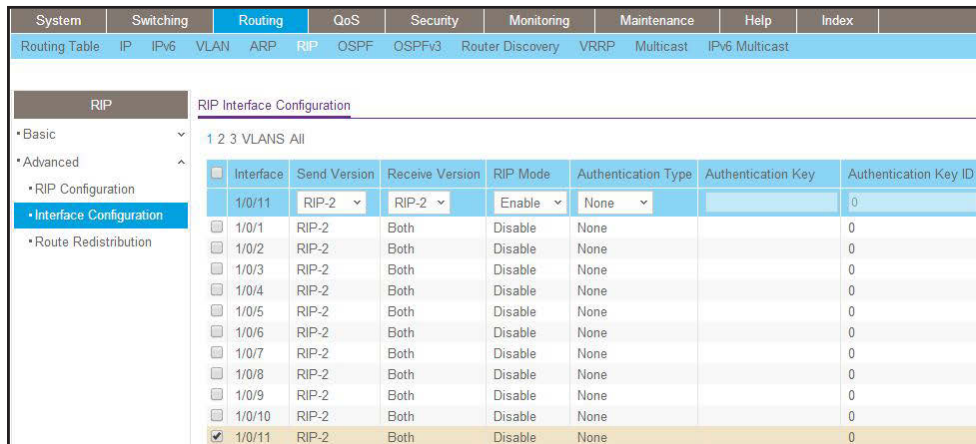 System Switching Routing QoS Security Monitoring Maintenance Help Index
Routing Table IP IPv6 VLAN ARP RIP OSPF OSPFv3 Router Discovery VRRP Multicast IPv6 Multicast
RIP
Basic
Advanced
RIP Configuration
Interface Configuration
Route Redistribution
RIP Interface Configuration
1 2 3 VLANS All
Interface Send Version Receive Version RIP Mode Authentication Type Authentication Key Authentication Key ID
1/0/11 RIP-2 RIP-2 Enable None 0
1/0/1 RIP-2 Both Disable None 0
1/0/2 RIP-2 Both Disable None 0
1/0/3 RIP-2 Both Disable None 0
1/0/4 RIP-2 Both Disable None 0
1/0/5 RIP-2 Both Disable None 0
1/0/6 RIP-2 Both Disable None 0
1/0/7 RIP-2 Both Disable None 0
1/0/8 RIP-2 Both Disable None 0
1/0/9 RIP-2 Both Disable None 0
1/0/10 RIP-2 Both Disable None 0
1/0/11 RIP-2 Both Disable None 0